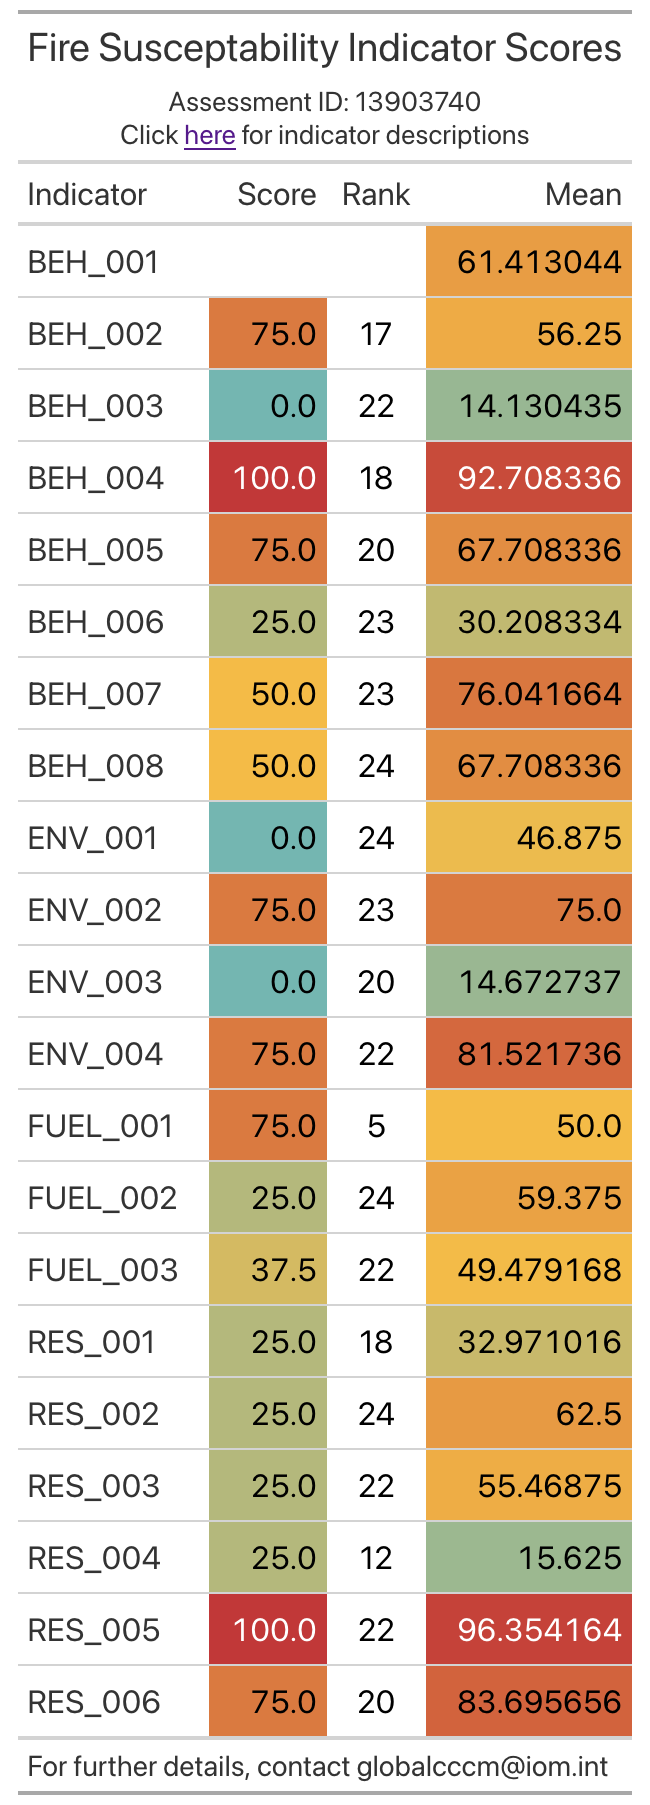 Fire Susceptability Indicator Scores
Assessment ID: 13903740
Click here for indicator descriptions
Indicator Score Rank Mean
BEH_001 61.413044
BEH_002 75.0 17 56.25
BEH_003 0.0 22 14.130435
BEH_004 100.0 18 92.708336
BEH_005 75.0 20 67.708336
BEH_006 25.0 23 30.208334
BEH_007 50.0 23 76.041664
BEH_008 50.0 24 67.708336
ENV_001 0.0 24 46.875
ENV_002 75.0 23 75.0
ENV_003 0.0 20 14.672737
ENV_004 75.0 22 81.521736
FUEL_001 75.0 5 50.0
FUEL_002 25.0 24 59.375
FUEL_003 37.5 22 49.479168
RES_001 25.0 18 32.971016
RES_002 25.0 24 62.5
RES_003 25.0 22 55.46875
RES_004 25.0 12 15.625
RES_005 100.0 22 96.354164
RES_006 75.0 20 83.695656
For further details, contact globalcccm@iom.int